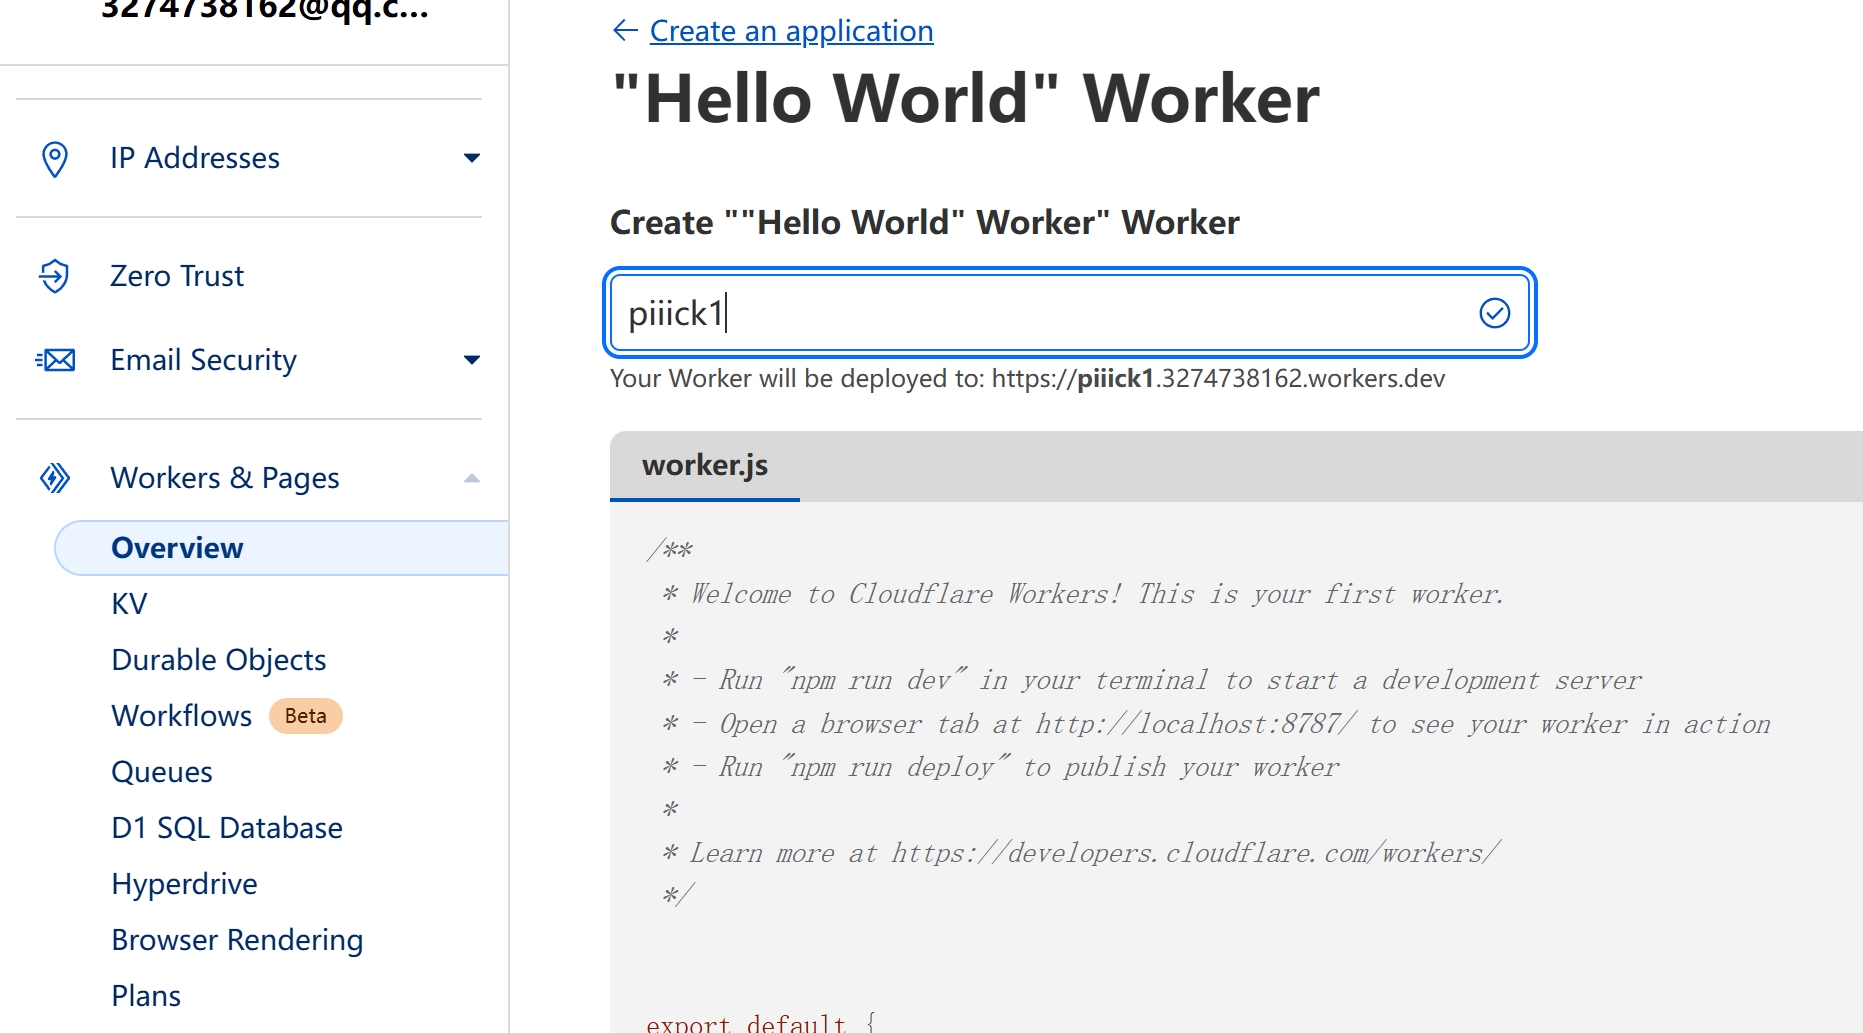 3274738162@qq.c...
IP Addresses
Zero Trust
Email Security
Workers & Pages
Overview
KV
Durable Objects
Workflows Beta
Queues
D1 SQL Database
Hyperdrive
Browser Rendering
Plans
← Create an application
"Hello World" Worker
Create ""Hello World" Worker" Worker
piiick1
Your Worker will be deployed to: https://piiick1.3274738162.workers.dev
worker.js
/**
 * Welcome to Cloudflare Workers! This is your first worker.
 *
 * - Run "npm run dev" in your terminal to start a development server
 * - Open a browser tab at http://localhost:8787/ to see your worker in action
 * - Run "npm run deploy" to publish your worker
 *
 * Learn more at https://developers.cloudflare.com/workers/
 */
export default {